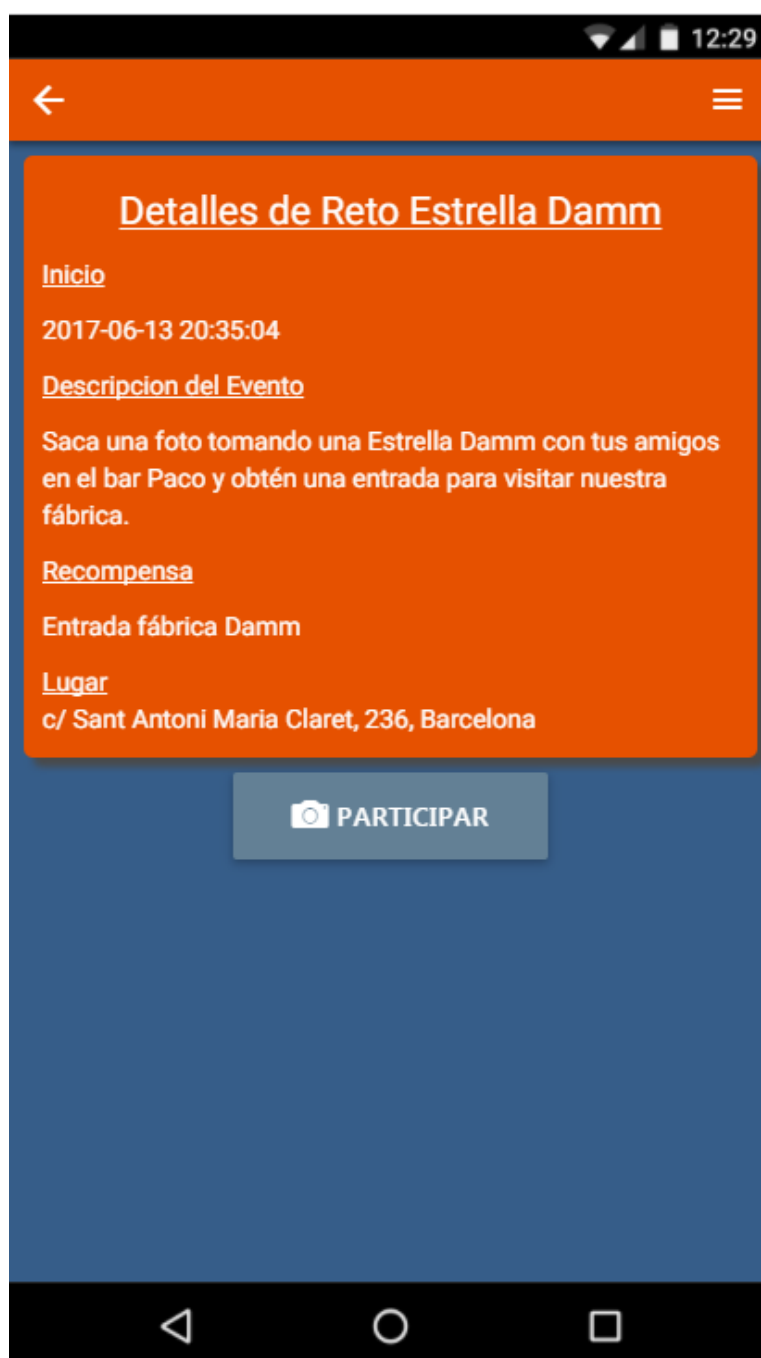 12:29
Detalles de Reto Estrella Damm
Inicio
2017-06-13 20:35:04
Descripcion del Evento
Saca una foto tomando una Estrella Damm con tus amigos
en el bar Paco y obtén una entrada para visitar nuestra
fábrica.
Recompensa
Entrada fábrica Damm
Lugar
c/ Sant Antoni Maria Claret, 236, Barcelona
PARTICIPAR